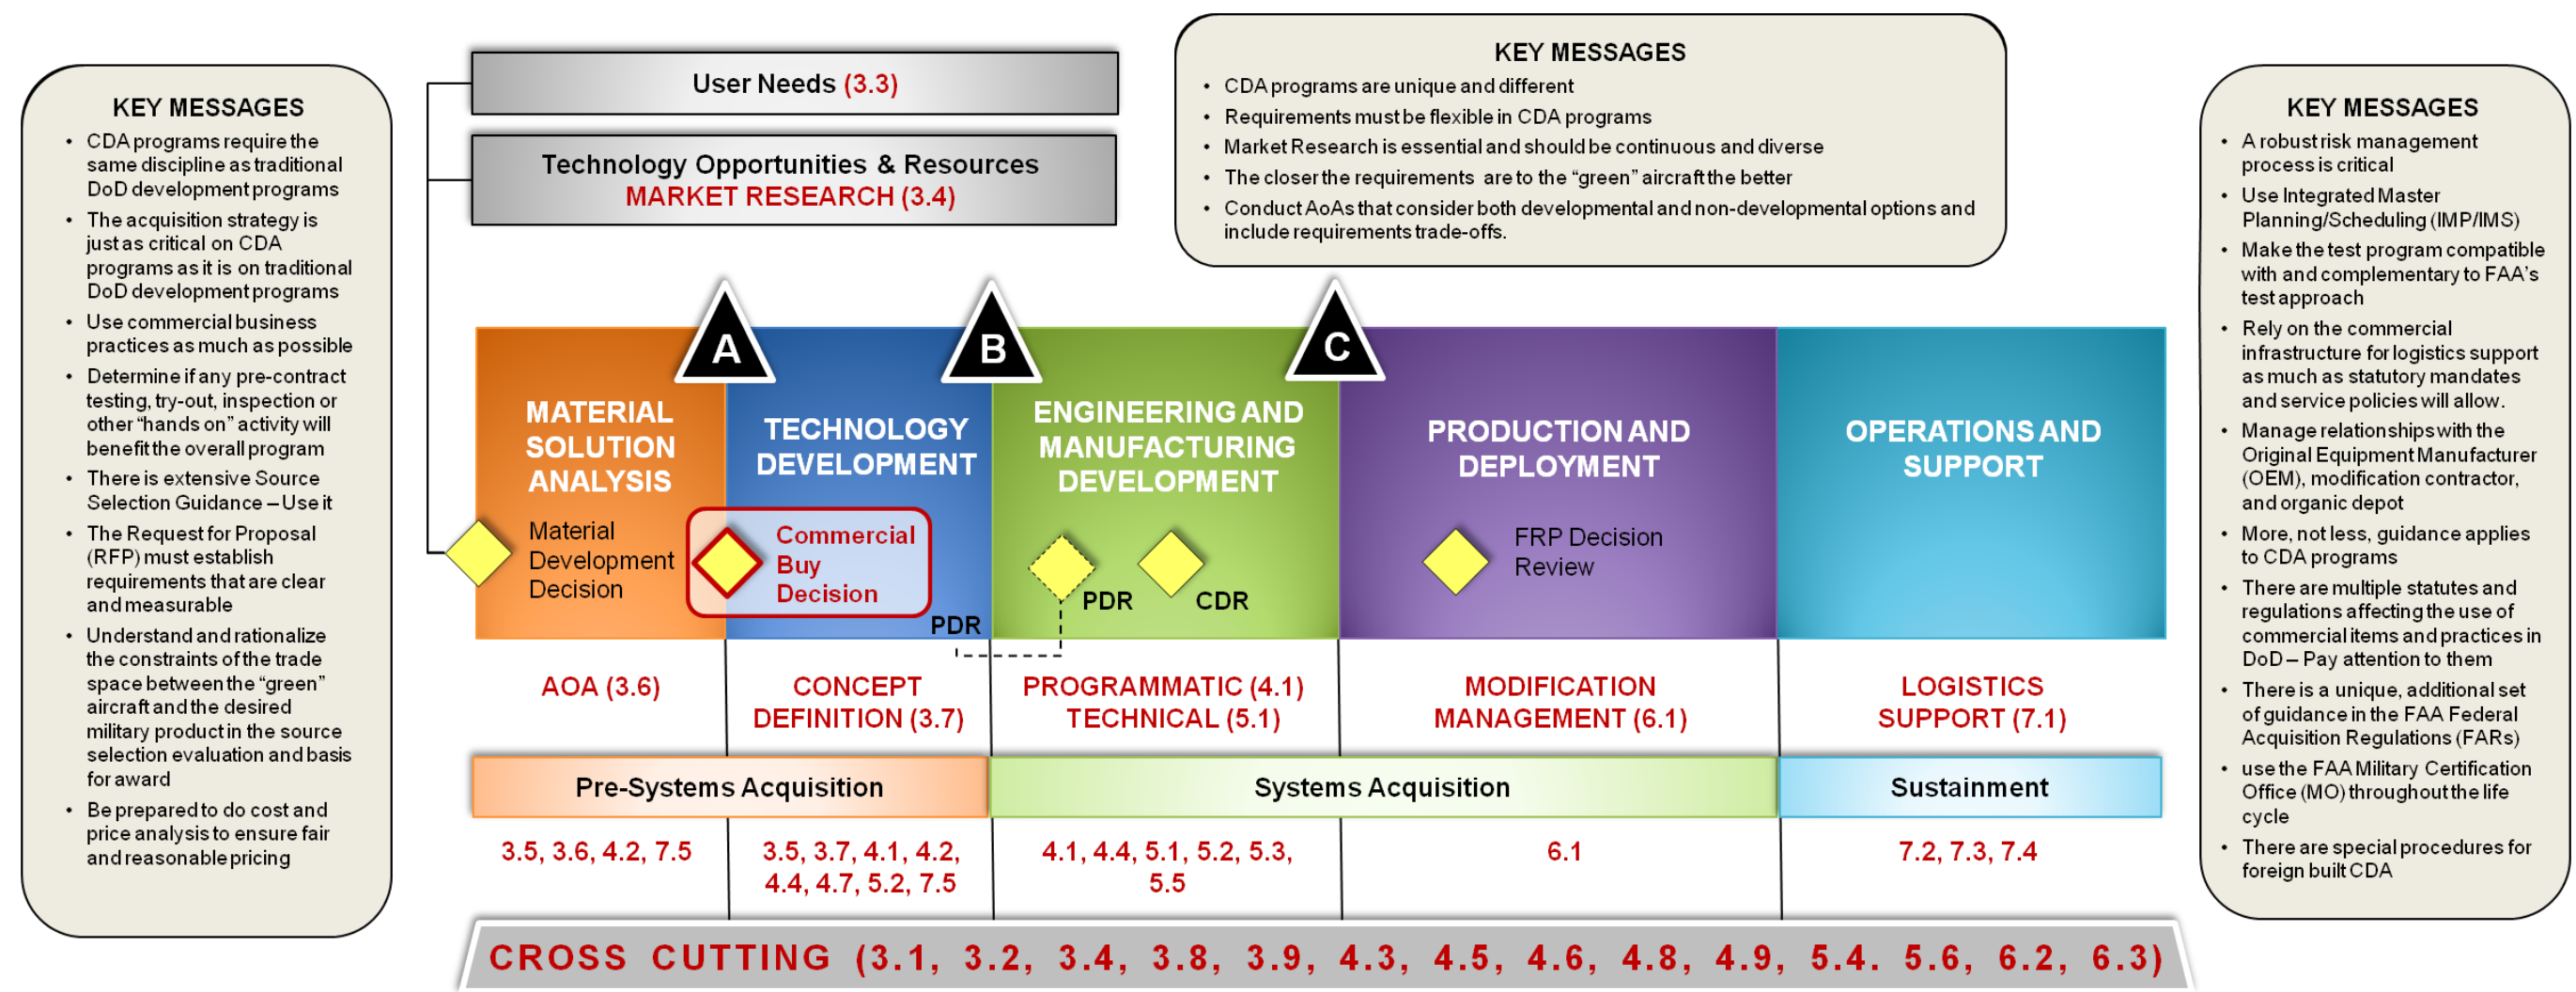 KEY MESSAGES
• CDA programs require the
same discipline as traditional
DoD development programs
• The acquisition strategy is
just as critical on CDA
programs as it is on traditional
DoD development programs
• Use commercial business
practices as much as possible
• Determine if any pre-contract
testing, try-out, inspection or
other "hands on" activity will
benefit the overall program
• There is extensive Source
Selection Guidance – Use it
• The Request for Proposal
(RFP) must establish
requirements that are clear
and measurable
• Understand and rationalize
the constraints of the trade
space between the "green"
aircraft and the desired
military product in the source
selection evaluation and basis
for award
• Be prepared to do cost and
price analysis to ensure fair
and reasonable pricing
User Needs (3.3)
Technology Opportunities & Resources
MARKET RESEARCH (3.4)
KEY MESSAGES
• CDA programs are unique and different
• Requirements must be flexible in CDA programs
• Market Research is essential and should be continuous and diverse
• The closer the requirements are to the "green" aircraft the better
• Conduct AoAs that consider both developmental and non-developmental options and
include requirements trade-offs.
A
B
C
MATERIAL
SOLUTION
ANALYSIS
Material
Development
Decision
TECHNOLOGY
DEVELOPMENT
Commercial
Buy
Decision
PDR
ENGINEERING AND
MANUFACTURING
DEVELOPMENT
PDR
CDR
PRODUCTION AND
DEPLOYMENT
FRP Decision
Review
OPERATIONS AND
SUPPORT
AOA (3.6)
CONCEPT
DEFINITION (3.7)
PROGRAMMATIC (4.1)
TECHNICAL (5.1)
MODIFICATION
MANAGEMENT (6.1)
LOGISTICS
SUPPORT (7.1)
Pre-Systems Acquisition
Systems Acquisition
Sustainment
3.5, 3.6, 4.2, 7.5
3.5, 3.7, 4.1, 4.2,
4.4, 4.7, 5.2, 7.5
4.1, 4.4, 5.1, 5.2, 5.3,
5.5
6.1
7.2, 7.3, 7.4
CROSS CUTTING (3.1, 3.2, 3.4, 3.8, 3.9, 4.3, 4.5, 4.6, 4.8, 4.9, 5.4. 5.6, 6.2, 6.3)
KEY MESSAGES
• A robust risk management
process is critical
• Use Integrated Master
Planning/Scheduling (IMP/IMS)
• Make the test program compatible
with and complementary to FAA's
test approach
• Rely on the commercial
infrastructure for logistics support
as much as statutory mandates
and service policies will allow.
• Manage relationships with the
Original Equipment Manufacturer
(OEM), modification contractor,
and organic depot
• More, not less, guidance applies
to CDA programs
• There are multiple statutes and
regulations affecting the use of
commercial items and practices in
DoD – Pay attention to them
• There is a unique, additional set
of guidance in the FAA Federal
Acquisition Regulations (FARs)
• use the FAA Military Certification
Office (MO) throughout the life
cycle
• There are special procedures for
foreign built CDA